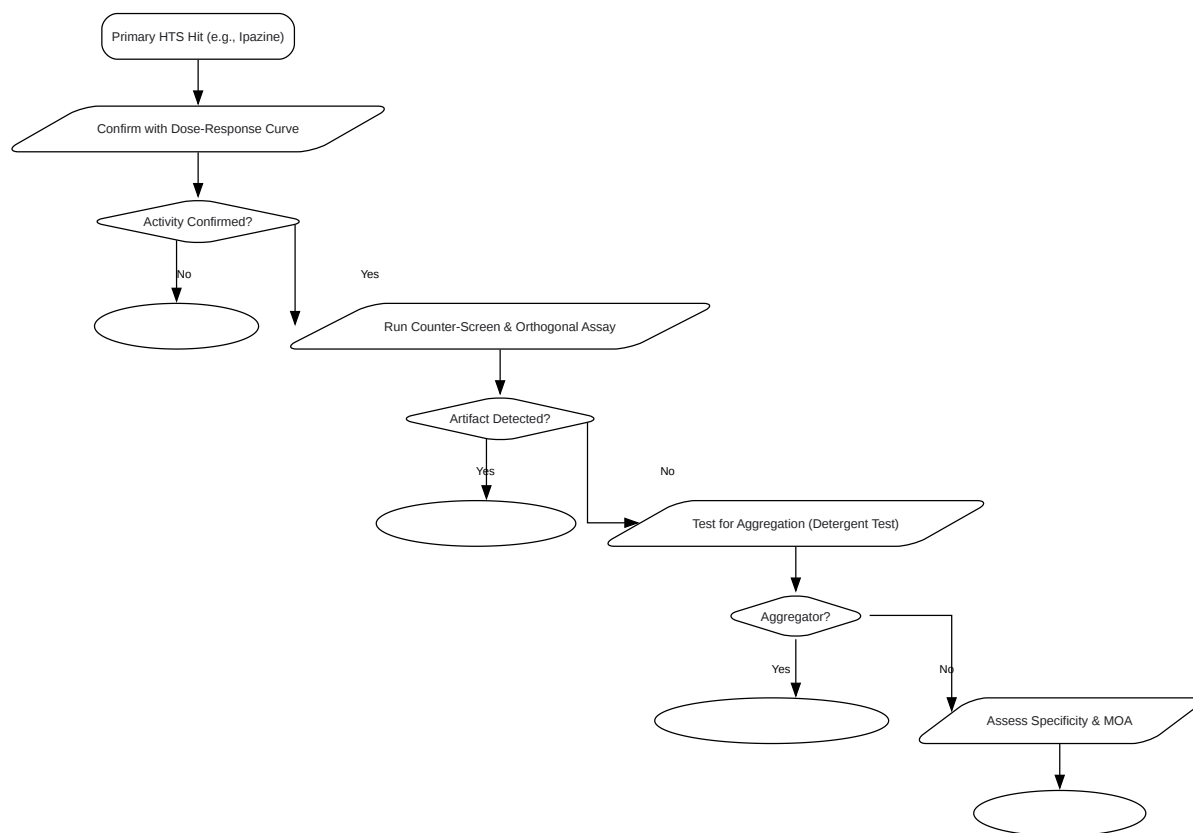 Primary HTS Hit (e.g., Ipazine)
Confirm with Dose-Response Curve
Activity Confirmed?
No
Yes
Run Counter-Screen & Orthogonal Assay
Artifact Detected?
Yes
No
Test for Aggregation (Detergent Test)
Aggregator?
Yes
No
Assess Specificity & MOA